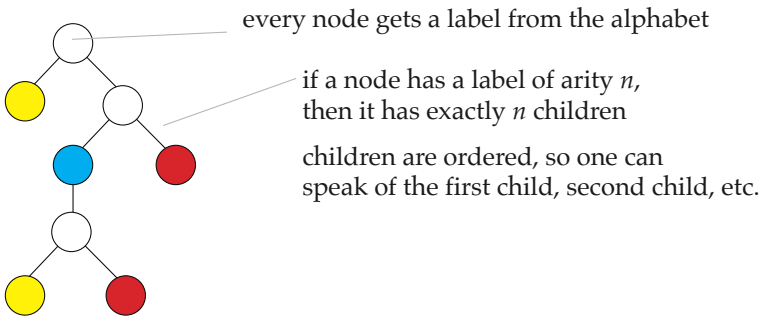 every node gets a label from the alphabet
if a node has a label of arity n,
then it has exactly n children
children are ordered, so one can
speak of the first child, second child, etc.